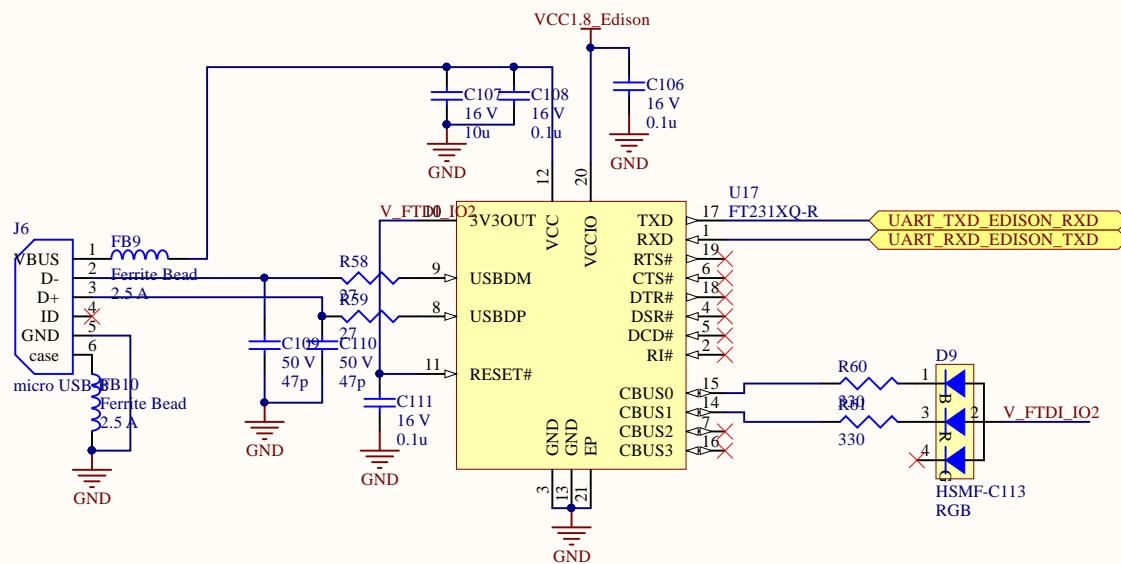 VCC1.8_Edison
C107
16 V
10u
C108
16 V
0.1u
C106
16 V
0.1u
GND
GND
12
20
V_FTDI_IO2
10
3V3OUT
VCC
VCCIO
U17
FT231XQ-R
TXD
17
UART_TXD_EDISON_RXD
RXD
1
UART_RXD_EDISON_TXD
RTS#
19
CTS#
6
DTR#
18
DSR#
4
DCD#
5
RI#
2
J6
VBUS
1
D-
2
D+
3
ID
4
GND
5
case
6
micro USB-B
FB9
Ferrite Bead
2.5 A
R58
27
9
USBDM
R59
27
8
USBDP
C109
50 V
47p
C110
50 V
47p
11
RESET#
FB10
Ferrite Bead
2.5 A
C111
16 V
0.1u
GND
GND
GND
CBUS0
15
CBUS1
14
CBUS2
7
CBUS3
16
GND
GND
EP
3
13
21
GND
R60
330
R61
330
D9
1
B
3
R
2
4
G
V_FTDI_IO2
HSMF-C113
RGB